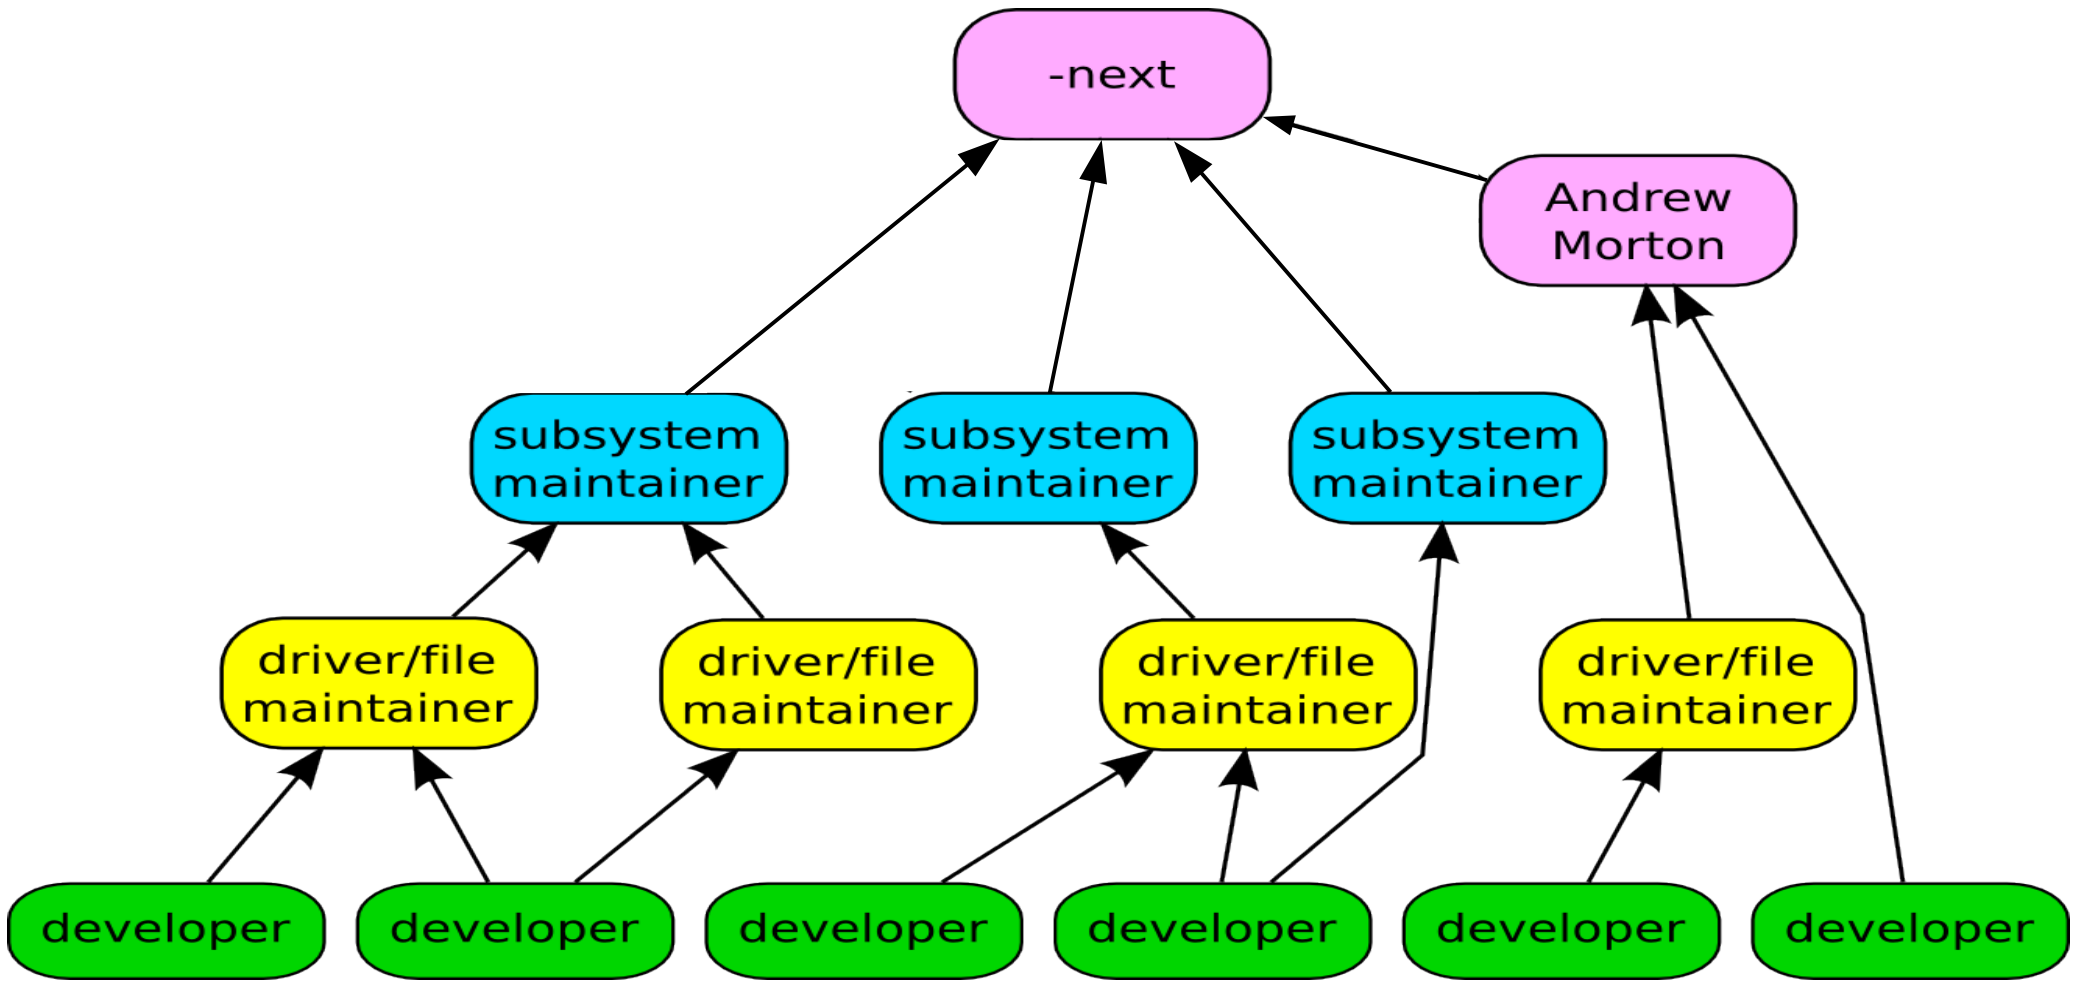 -next
Andrew
Morton
subsystem
maintainer
subsystem
maintainer
subsystem
maintainer
driver/file
maintainer
driver/file
maintainer
driver/file
maintainer
driver/file
maintainer
developer
developer
developer
developer
developer
developer